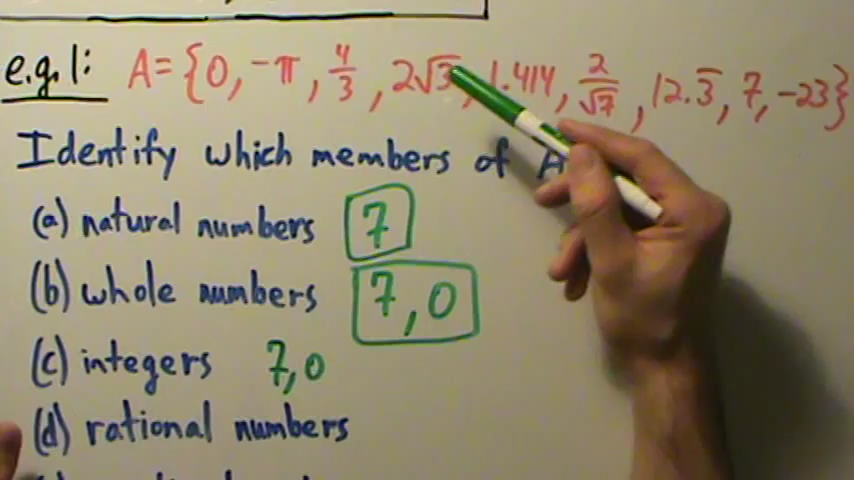 e.g. 1: A = {0, -π, 4/3, 2√3, 1.414, 2/√7, 12.3̅, 7, -23}
Identify which members of A
(a) natural numbers 7
(b) whole numbers 7, 0
(c) integers 7, 0
(d) rational numbers